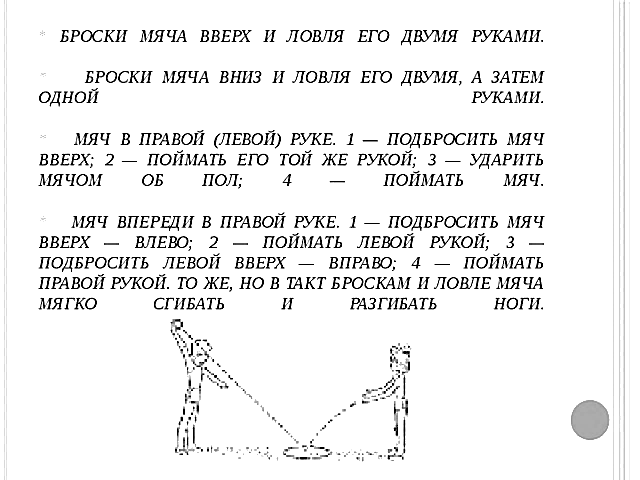 * БРОСКИ МЯЧА ВВЕРХ И ЛОВЛЯ ЕГО ДВУМЯ РУКАМИ.
* БРОСКИ МЯЧА ВНИЗ И ЛОВЛЯ ЕГО ДВУМЯ, А ЗАТЕМ
ОДНОЙ РУКАМИ.
* МЯЧ В ПРАВОЙ (ЛЕВОЙ) РУКЕ. 1 — ПОДБРОСИТЬ МЯЧ
ВВЕРХ; 2 — ПОЙМАТЬ ЕГО ТОЙ ЖЕ РУКОЙ; 3 — УДАРИТЬ
МЯЧОМ ОБ ПОЛ; 4 — ПОЙМАТЬ МЯЧ.
* МЯЧ ВПЕРЕДИ В ПРАВОЙ РУКЕ. 1 — ПОДБРОСИТЬ МЯЧ
ВВЕРХ — ВЛЕВО; 2 — ПОЙМАТЬ ЛЕВОЙ РУКОЙ; 3 —
ПОДБРОСИТЬ ЛЕВОЙ ВВЕРХ — ВПРАВО; 4 — ПОЙМАТЬ
ПРАВОЙ РУКОЙ. ТО ЖЕ, НО В ТАКТ БРОСКАМ И ЛОВЛЕ МЯЧА
МЯГКО СГИБАТЬ И РАЗГИБАТЬ НОГИ.